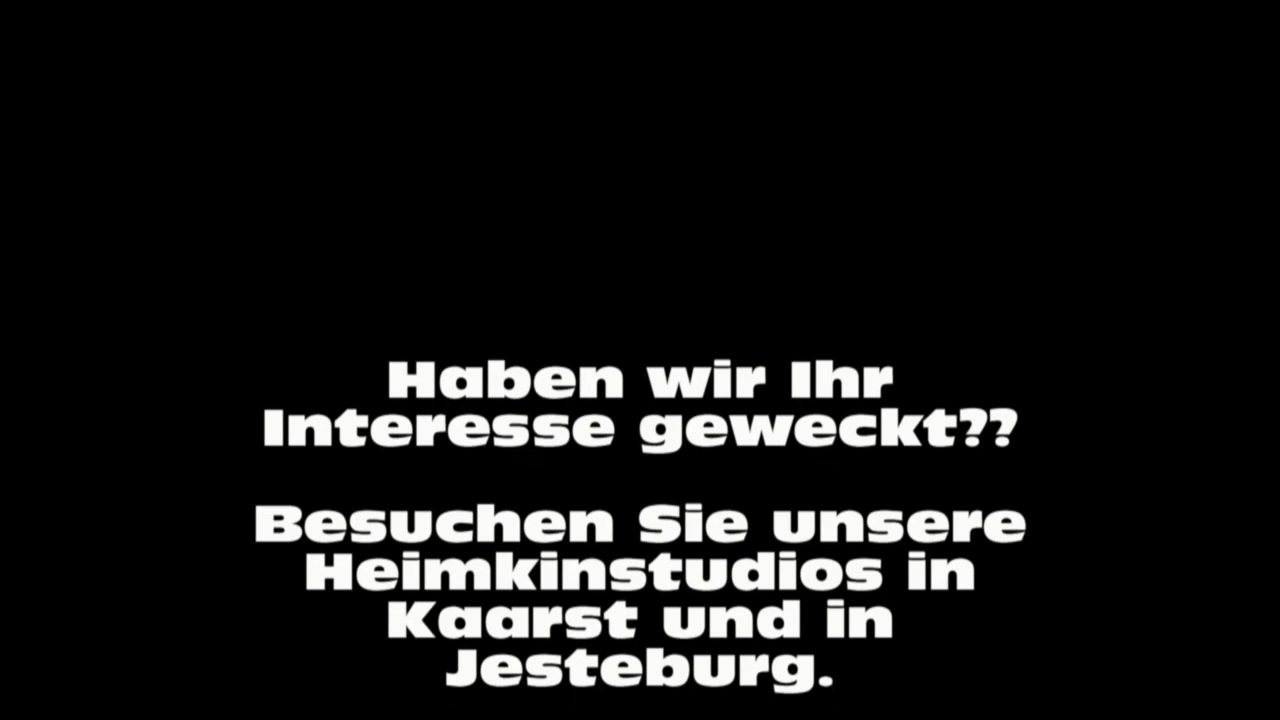 Haben wir Ihr
Interesse geweckt??
Besuchen Sie unsere
Heimkinstudios in
Kaarst und in
Jesteburg.